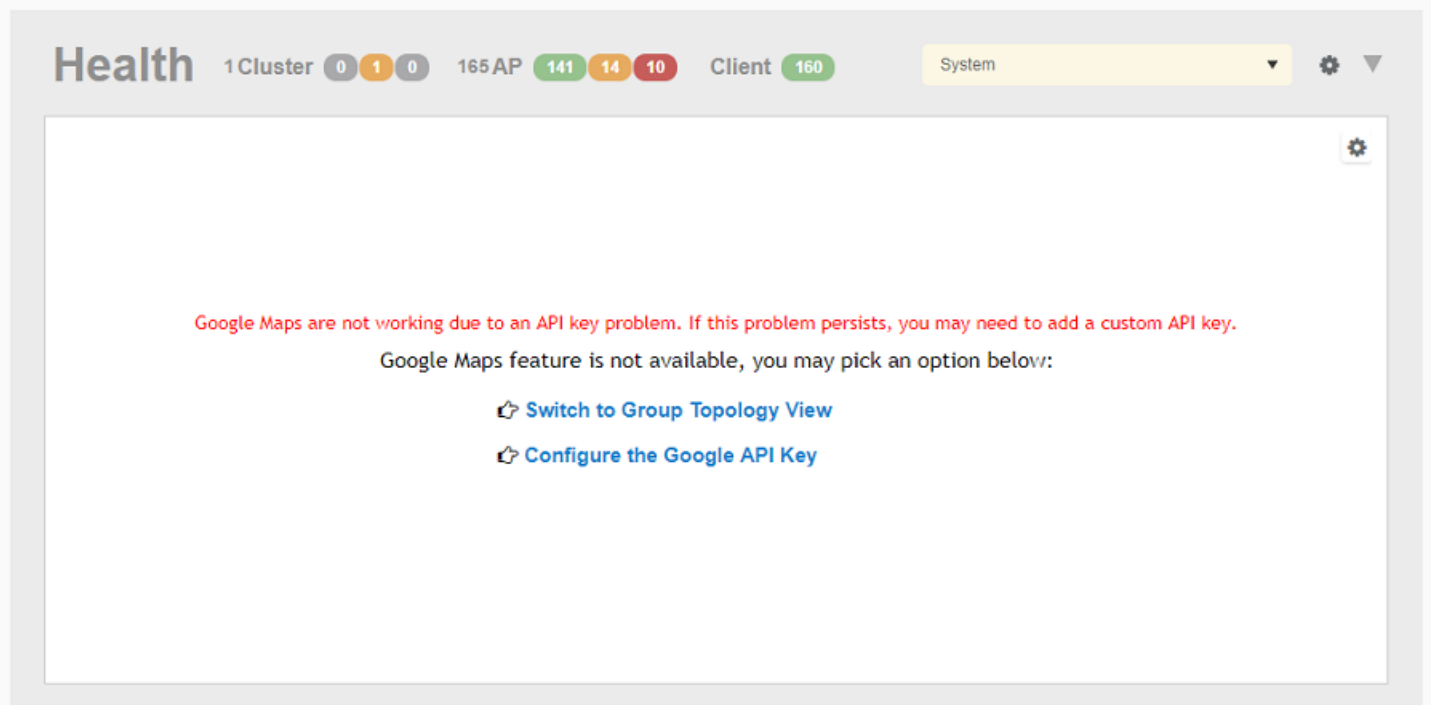 Health 1 Cluster 0 1 0 165 AP 141 14 10 Client 160 System
Google Maps are not working due to an API key problem. If this problem persists, you may need to add a custom API key.
Google Maps feature is not available, you may pick an option below:
Switch to Group Topology View
Configure the Google API Key